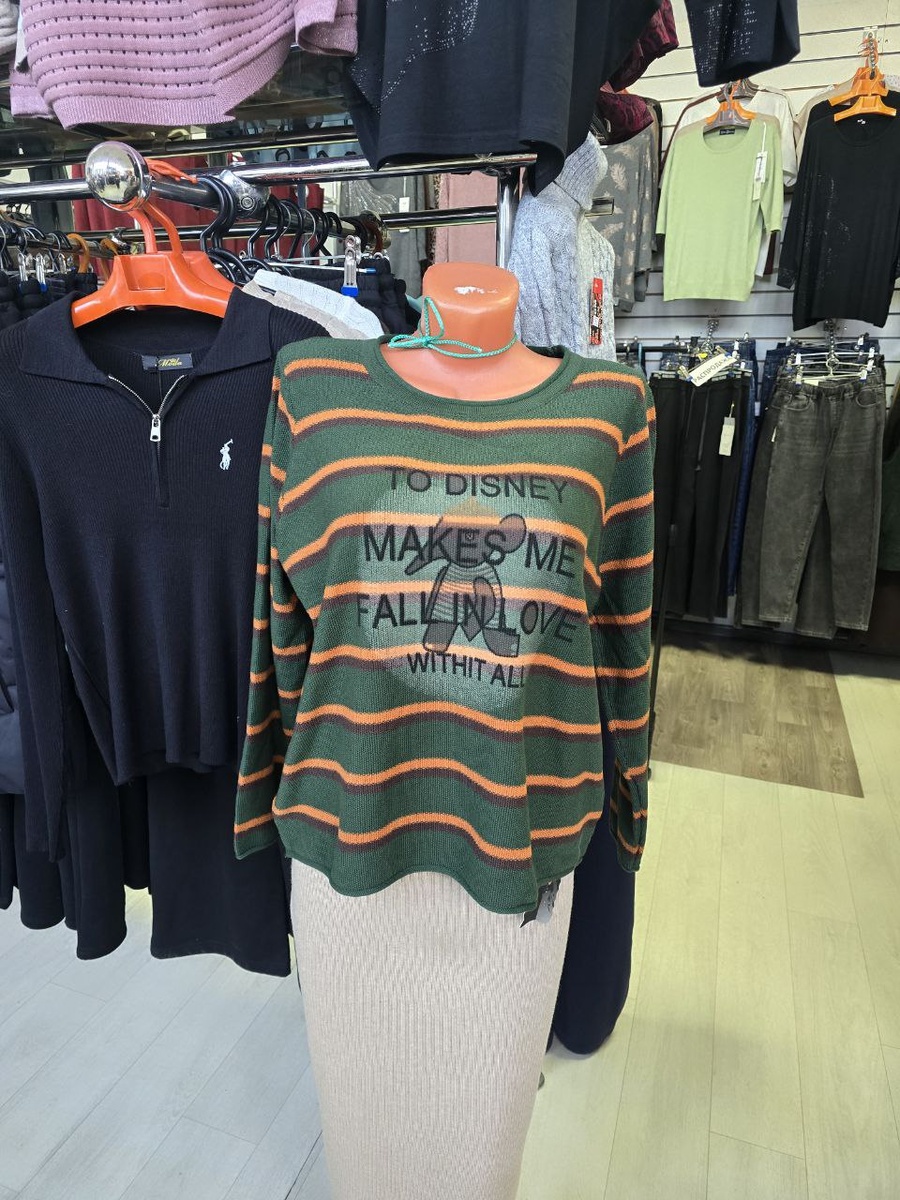 TO DISNEY
MAKES ME
FALL IN LOVE
WITHIT ALL